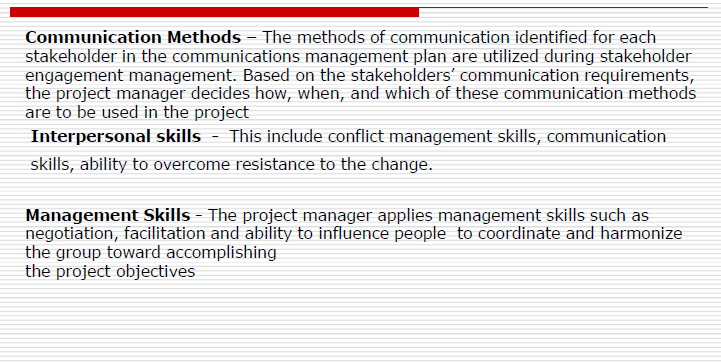 Communication Methods – The methods of communication identified for each
stakeholder in the communications management plan are utilized during stakeholder
engagement management. Based on the stakeholders’ communication requirements,
the project manager decides how, when, and which of these communication methods
are to be used in the project
Interpersonal skills - This include conflict management skills, communication
skills, ability to overcome resistance to the change.
Management Skills - The project manager applies management skills such as
negotiation, facilitation and ability to influence people to coordinate and harmonize
the group toward accomplishing
the project objectives